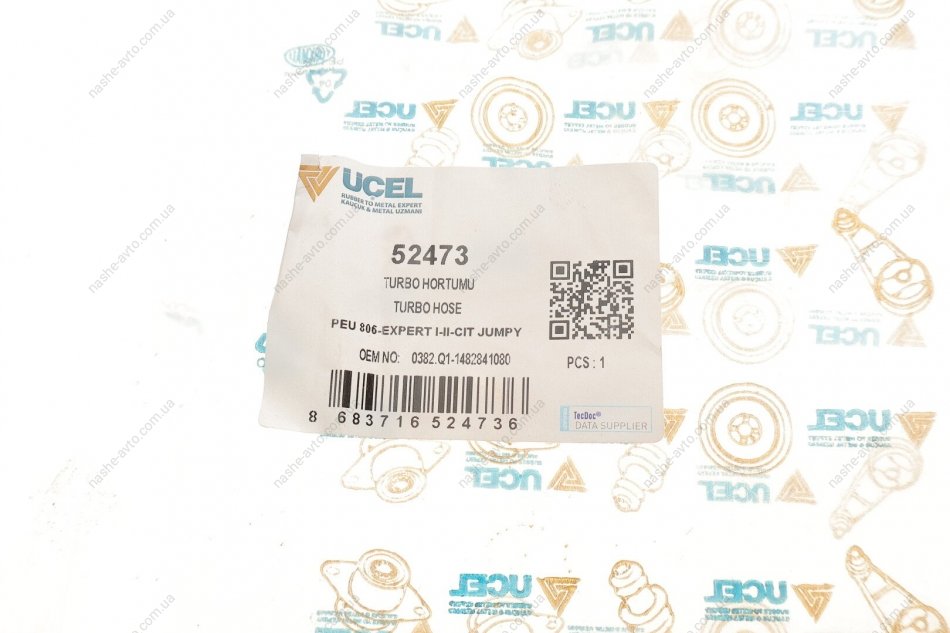 UCEL
RUBBER TO METAL EXPERT
KAUÇUK & METAL UZMANI
52473
TURBO HORTUMU
TURBO HOSE
PEU 806-EXPERT I-II-CIT JUMPY
OEM NO: 0382.Q1-1482841080
PCS : 1
8 683716 524736
TecDoc®
DATA SUPPLIER
nashe-avto.com.ua